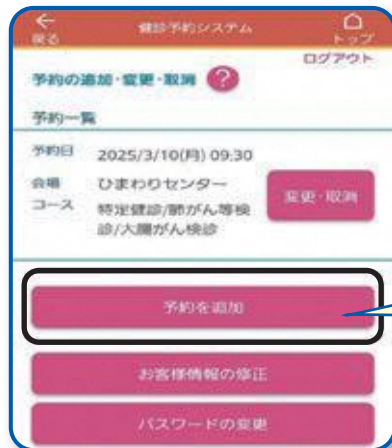 戻る
健診予約システム
トップ
ログアウト
予約の追加・変更・取消 ?
予約一覧
予約日 2025/3/10(月) 09:30
会場 ひまわりセンター
コース 特定健診/肺がん等検
診/大腸がん検診
変更・取消
予約を追加
お客様情報の修正
パスワードの変更